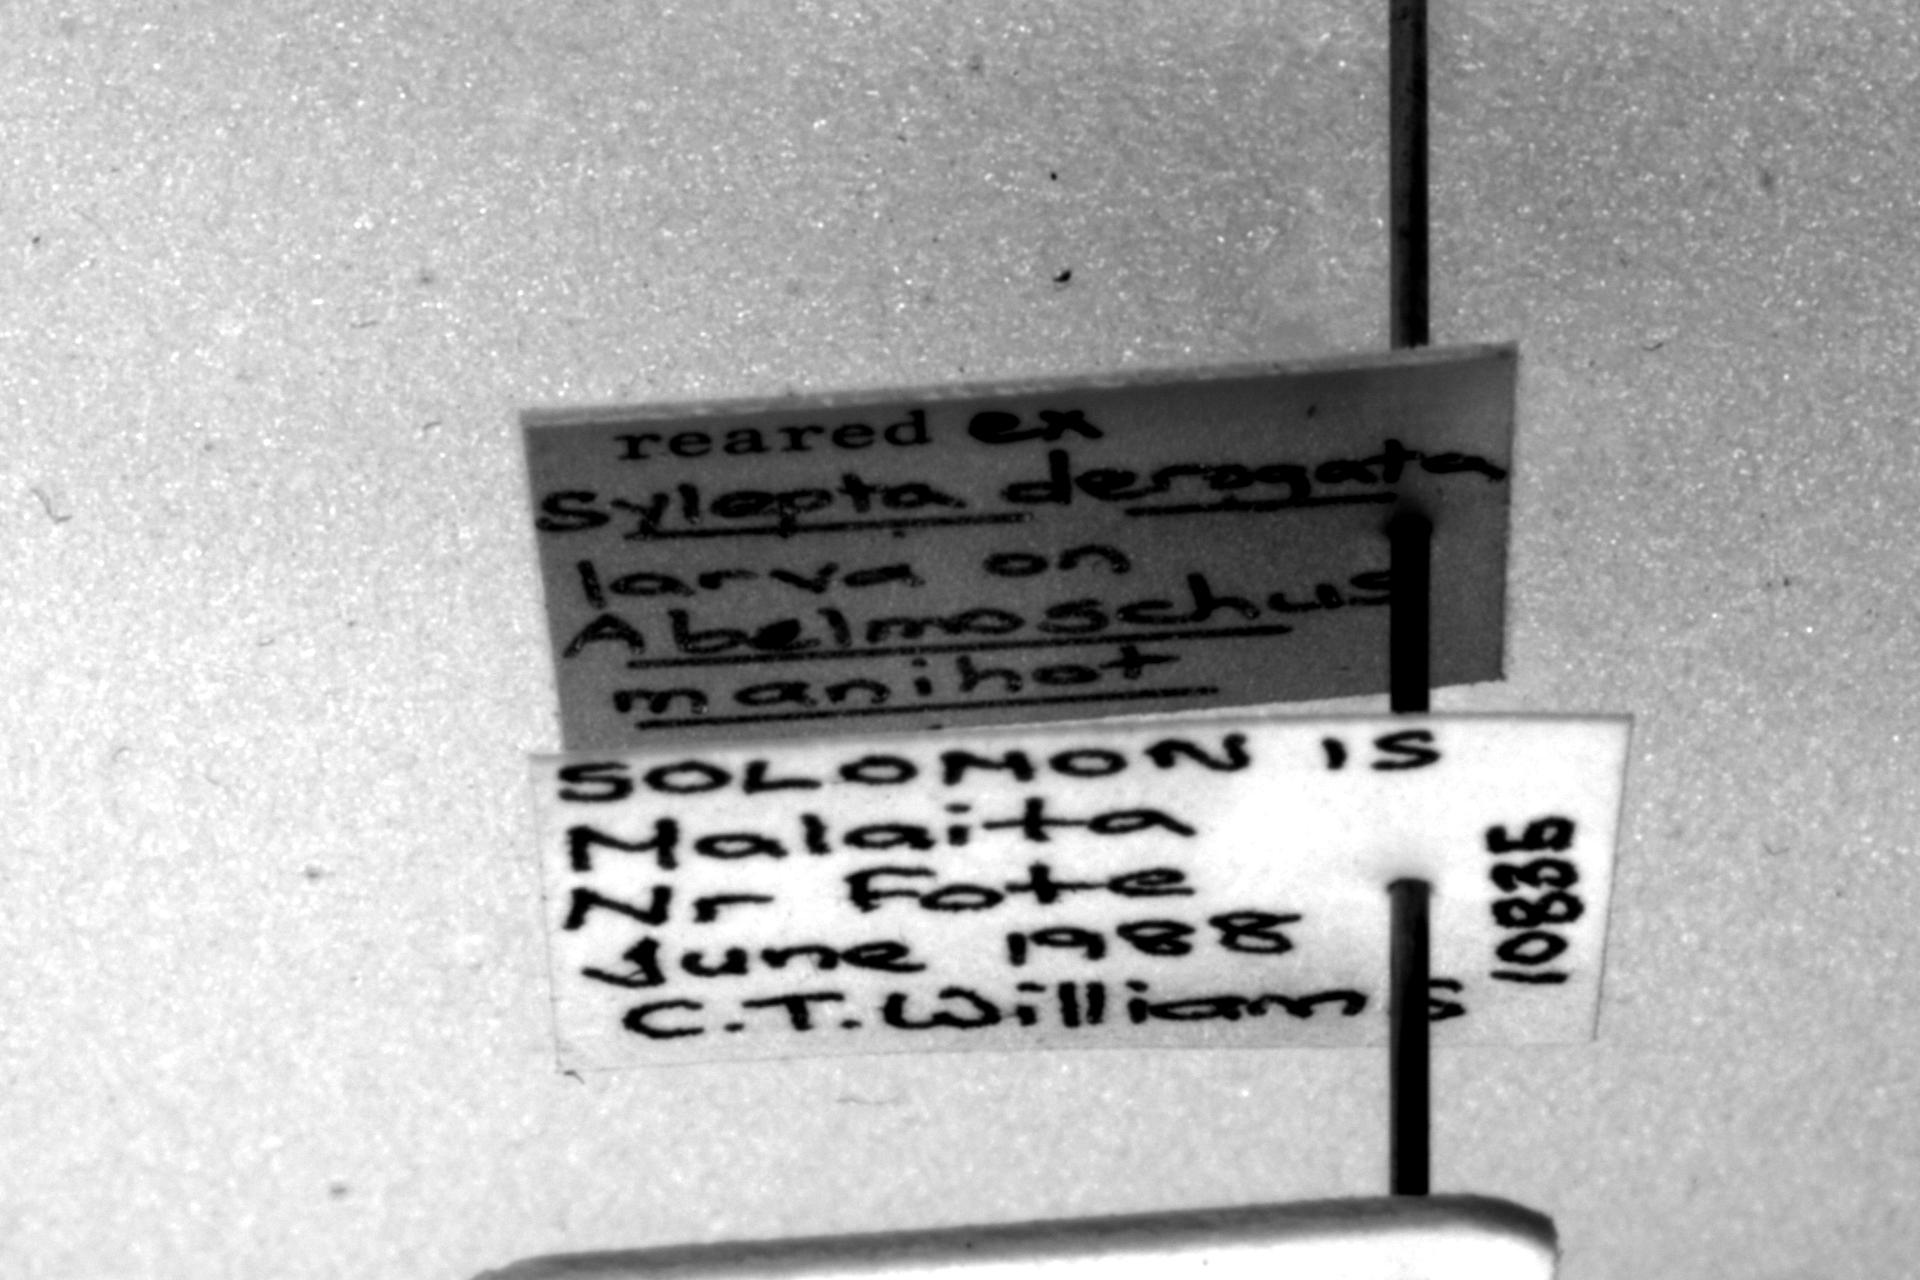 reared ex
Sylepta derogata
larva on
Abelmoschus
manihot
SOLOMON IS
Malaita
Nr Fote
June 1988
C.T. Williams
10835